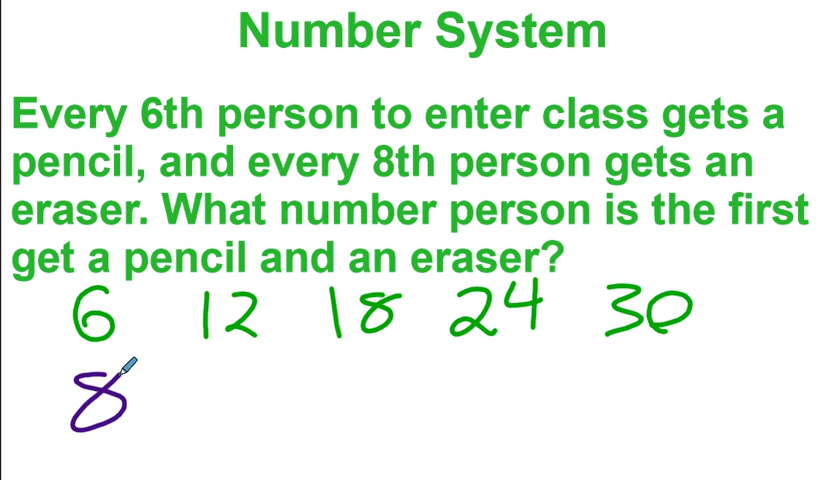 Number System
Every 6th person to enter class gets a
pencil, and every 8th person gets an
eraser. What number person is the first
get a pencil and an eraser?
6 12 18 24 30
8